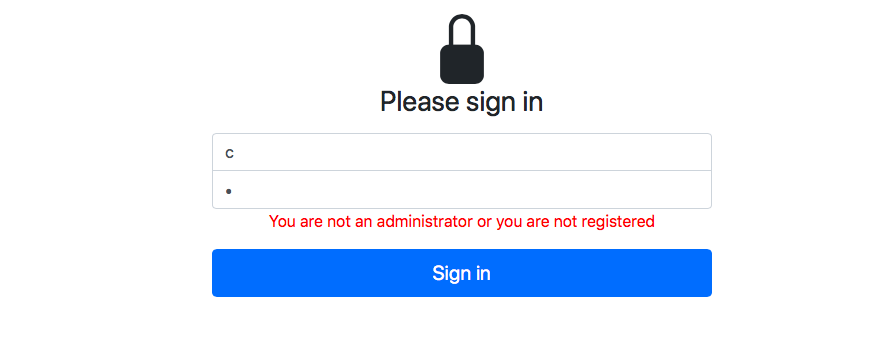 Please sign in
c
•
You are not an administrator or you are not registered
Sign in